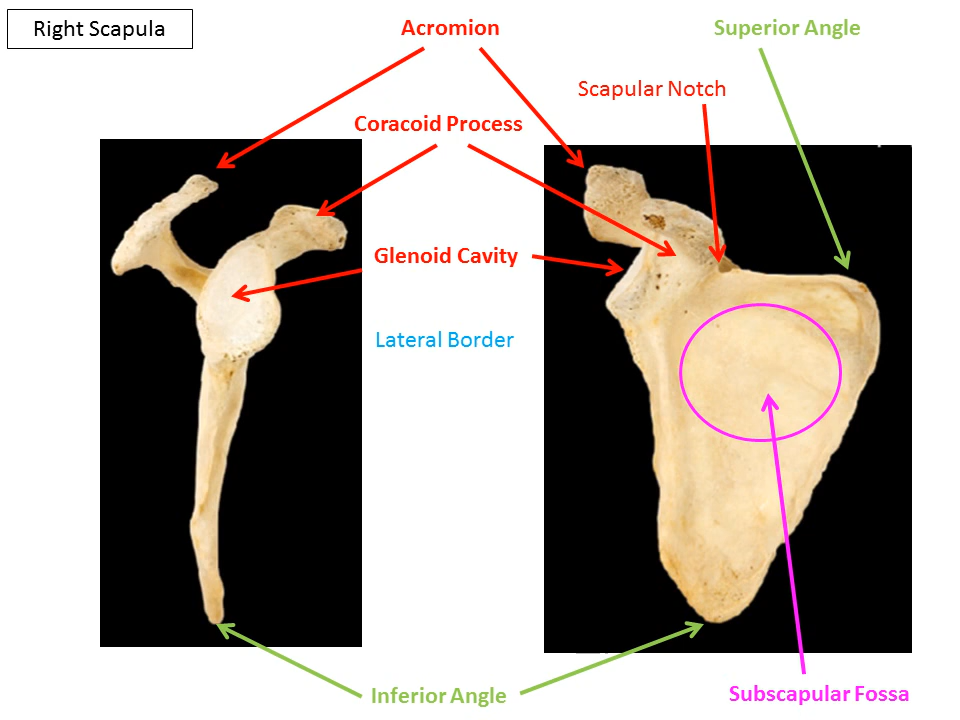 Right Scapula
Acromion
Superior Angle
Scapular Notch
Coracoid Process
Glenoid Cavity
Lateral Border
Inferior Angle
Subscapular Fossa